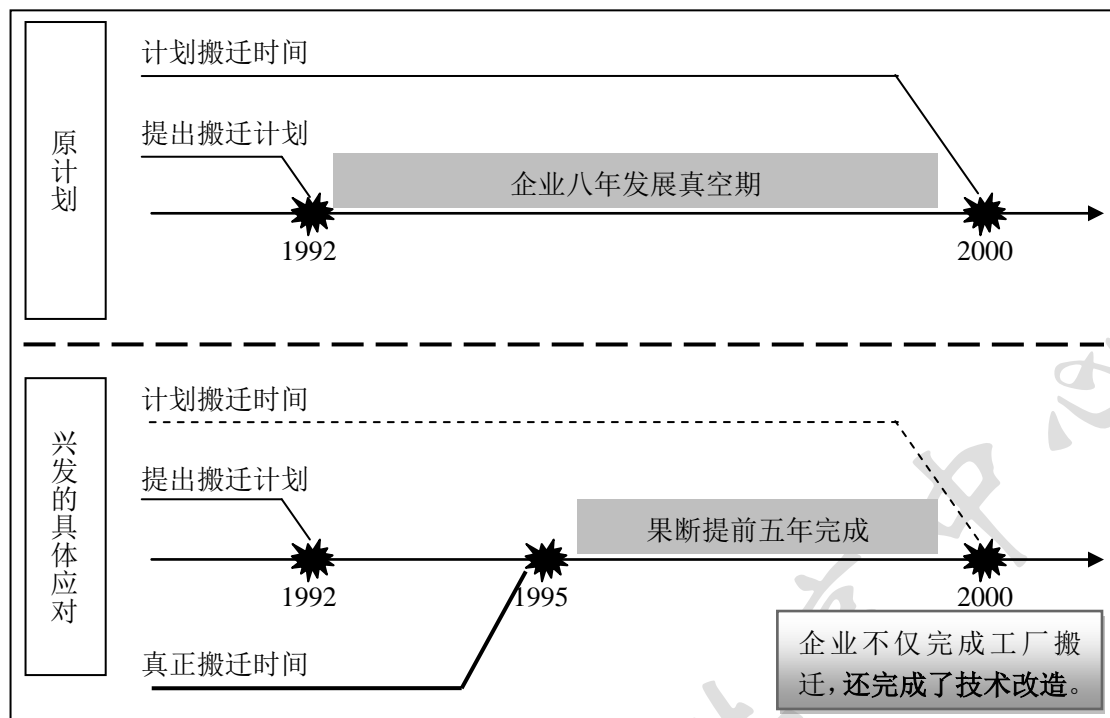 原计划
计划搬迁时间
提出搬迁计划
企业八年发展真空期
1992
2000
兴发的具体应对
计划搬迁时间
提出搬迁计划
果断提前五年完成
1992
1995
2000
真正搬迁时间
企业不仅完成工厂搬
迁，还完成了技术改造。
中心